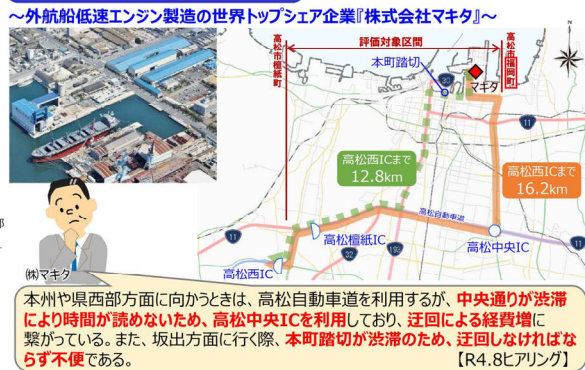 ～外航船低速エンジン製造の世界トップシェア企業『株式会社マキタ』～
評価対象区間
高松市檀紙町
高松市福岡町
本町踏切
マキタ
30
11
高松西ICまで
12.8km
高松西ICまで
16.2km
高松自動車道
高松檀紙IC
高松中央IC
高松西IC
11
32
193
11
部
㈱マキタ
本州や県西部方面に向かうときは、高松自動車道を利用するが、中央通りが渋滞
により時間が読めないため、高松中央ICを利用しており、迂回による経費増に
繋がっている。また、坂出方面に行く際、本町踏切が渋滞のため、迂回しなければな
らず不便である。
【R4.8ヒアリング】